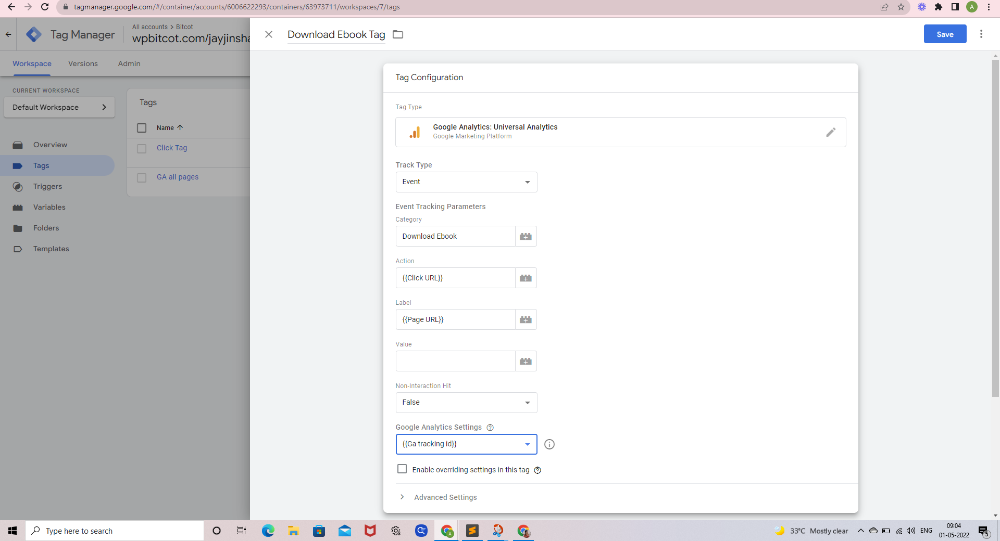 tagmanager.google.com/#/container/accounts/6006622293/containers/63973711/workspaces/7/tags
A
Tag Manager
All accounts > Bitcot
wpbitcot.com/jayjinsha
Download Ebook Tag
Save
Workspace Versions Admin
CURRENT WORKSPACE
Default Workspace
Overview
Tags
Triggers
Variables
Folders
Templates
Tags
Name
Click Tag
GA all pages
Tag Configuration
Tag Type
Google Analytics: Universal Analytics
Google Marketing Platform
Track Type
Event
Event Tracking Parameters
Category
Download Ebook
Action
{{Click URL}}
Label
{{Page URL}}
Value
Non-Interaction Hit
False
Google Analytics Settings
{{Ga tracking id}}
Enable overriding settings in this tag
Advanced Settings
Type here to search
A
33°C Mostly clear
ENG
09:04
01-05-2022
5